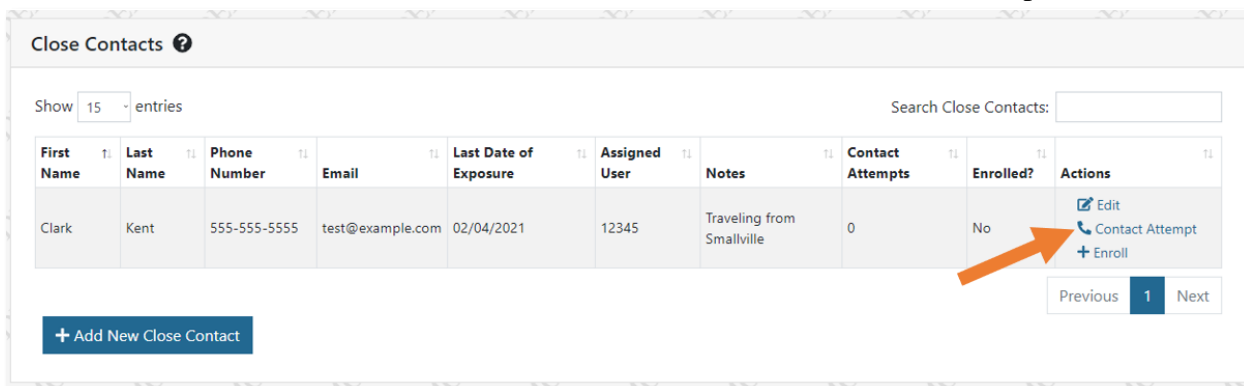 Close Contacts
Show 15 entries
Search Close Contacts:
First Name
Last Name
Phone Number
Email
Last Date of Exposure
Assigned User
Notes
Contact Attempts
Enrolled?
Actions
Clark
Kent
555-555-5555
test@example.com
02/04/2021
12345
Traveling from
Smallville
0
No
Edit
Contact Attempt
+ Enroll
Previous 1 Next
+ Add New Close Contact